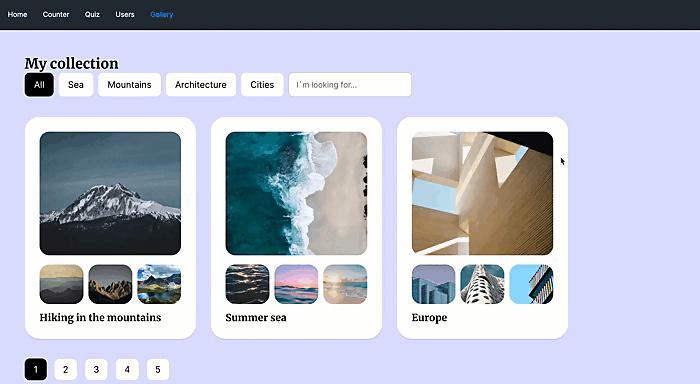 Home Counter Quiz Users Gallery
My collection
All Sea Mountains Architecture Cities I`m looking for...
Hiking in the mountains Summer sea Europe
1 2 3 4 5